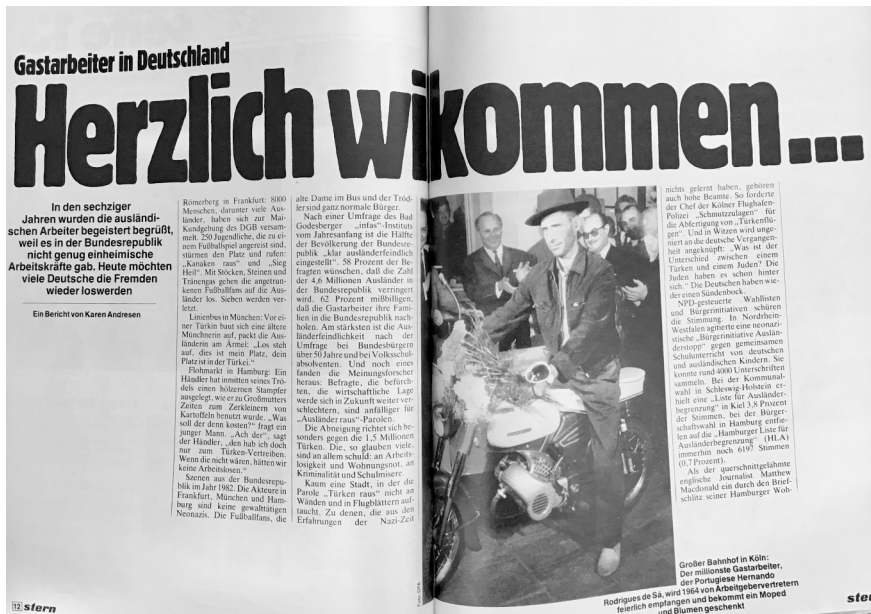 Gastarbeiter in Deutschland
Herzlich willkommen...
In den sechziger
Jahren wurden die ausländi-
schen Arbeiter begeistert begrüßt,
weil es in der Bundesrepublik
nicht genug einheimische
Arbeitskräfte gab. Heute möchten
viele Deutsche die Fremden
wieder loswerden
Ein Bericht von Karen Andresen
Römerberg in Frankfurt: 8000
Menschen, darunter viele Aus-
länder, haben sich zur Mai-
Kundgebung des DGB versam-
melt. 250 Jugendliche, die zu ei-
nem Fußballspiel angereist sind,
stürmen den Platz und rufen:
„Kanaken raus“ und „Sieg
Heil“. Mit Stöcken, Steinen und
Tränengas gehen die angetrun-
kenen Fußballfans auf die Aus-
länder los. Sieben werden ver-
letzt.
Linienbus in München: Vor ei-
ner Türkin baut sich eine ältere
Münchnerin auf, packt die Aus-
länderin am Ärmel: „Los steh
auf, dies ist mein Platz, dein
Platz ist in der Türkei.“
Flohmarkt in Hamburg: Ein
Händler hat inmitten seines Trö-
dels einen hölzernen Stampfer
ausgelegt, wie er zu Großmutters
Zeiten zum Zerkleinern von
Kartoffeln benutzt wurde. „Was
soll der denn kosten?“ fragt ein
junger Mann. „Ach der“, sagt
der Händler, „den hab ich doch
nur zum Türken-Vertreiben.
Wenn die nicht wären, hätten wir
keine Arbeitslosen.“
Szenen aus der Bundesrepu-
blik im Jahr 1982. Die Akteure in
Frankfurt, München und Ham-
burg sind keine gewalttätigen
Neonazis. Die Fußballfans, die
alte Dame im Bus und der Tröd-
ler sind ganz normale Bürger.
Nach einer Umfrage des Bad
Godesberger „infas“-Instituts
vom Jahresanfang ist die Hälfte
der Bevölkerung der Bundesre-
publik „klar ausländerfeindlich
eingestellt“. 58 Prozent der Be-
fragten wünschen, daß die Zahl
der 4,6 Millionen Ausländer in
der Bundesrepublik verringert
wird. 62 Prozent mißbilligen,
daß die Gastarbeiter ihre Fami-
lien in die Bundesrepublik nach-
holen. Am stärksten ist die Aus-
länderfeindlichkeit nach der
Umfrage bei Bundesbürgern
über 50 Jahre und bei Volksschul-
absolventen. Und noch eines
fanden die Meinungsforscher
heraus: Befragte, die befürch-
ten, die wirtschaftliche Lage
werde sich in Zukunft weiter ver-
schlechtern, sind anfälliger für
„Ausländer raus“-Parolen.
Die Abneigung richtet sich be-
sonders gegen die 1,5 Millionen
Türken. Die, so glauben viele,
sind an allem schuld: an Arbeits-
losigkeit und Wohnungsnot, an
Kriminalität und Schulmisere.
Kaum eine Stadt, in der die
Parole „Türken raus“ nicht an
Wänden und in Flugblättern auf-
taucht. Zu denen, die aus den
Erfahrungen der Nazi-Zeit
nichts gelernt haben, gehören
auch hohe Beamte. So forderte
der Chef der Kölner Flughafen-
Polizei „Schmutzzulagen“ für
die Abfertigung von „Türkenflü-
gen“. Und in Witzen wird unge-
niert an die deutsche Vergangen-
heit angeknüpft: „Was ist der
Unterschied zwischen einem
Türken und einem Juden? Die
Juden haben es schon hinter
sich.“ Die Deutschen haben wie-
der einen Sündenbock.
NPD-gesteuerte Wahllisten
und Bürgerinitiativen schüren
die Stimmung. In Nordrhein-
Westfalen agitierte eine neonazi-
stische „Bürgerinitiative Auslän-
derstopp“ gegen gemeinsamen
Schulunterricht von deutschen
und ausländischen Kindern. Sie
konnte rund 4000 Unterschriften
sammeln. Bei der Kommunal-
wahl in Schleswig-Holstein er-
hielt eine „Liste für Ausländer-
begrenzung“ in Kiel 3,8 Prozent
der Stimmen, bei der Bürger-
schaftswahl in Hamburg entfie-
len auf die „Hamburger Liste für
Ausländerbegrenzung“ (HLA)
immerhin noch 6197 Stimmen
(0,7 Prozent).
Als der querschnittgelähmte
englische Journalist Matthew
Macdonald ein durch den Brief-
schlitz seiner Hamburger Woh-
Großer Bahnhof in Köln:
Der millionste Gastarbeiter,
der Portugiese Hernando
Rodrigues de Sá, wird 1964 von Arbeitgebervertretern
feierlich empfangen und bekommt ein Moped
und Blumen geschenkt
Foto: DPA
12 stern
ster